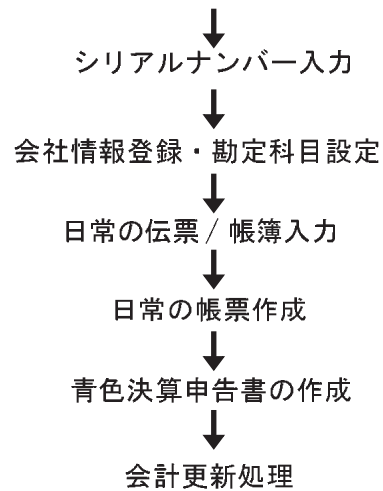 シリアルナンバー入力
会社情報登録・勘定科目設定
日常の伝票/帳簿入力
日常の帳票作成
青色決算申告書の作成
会計更新処理